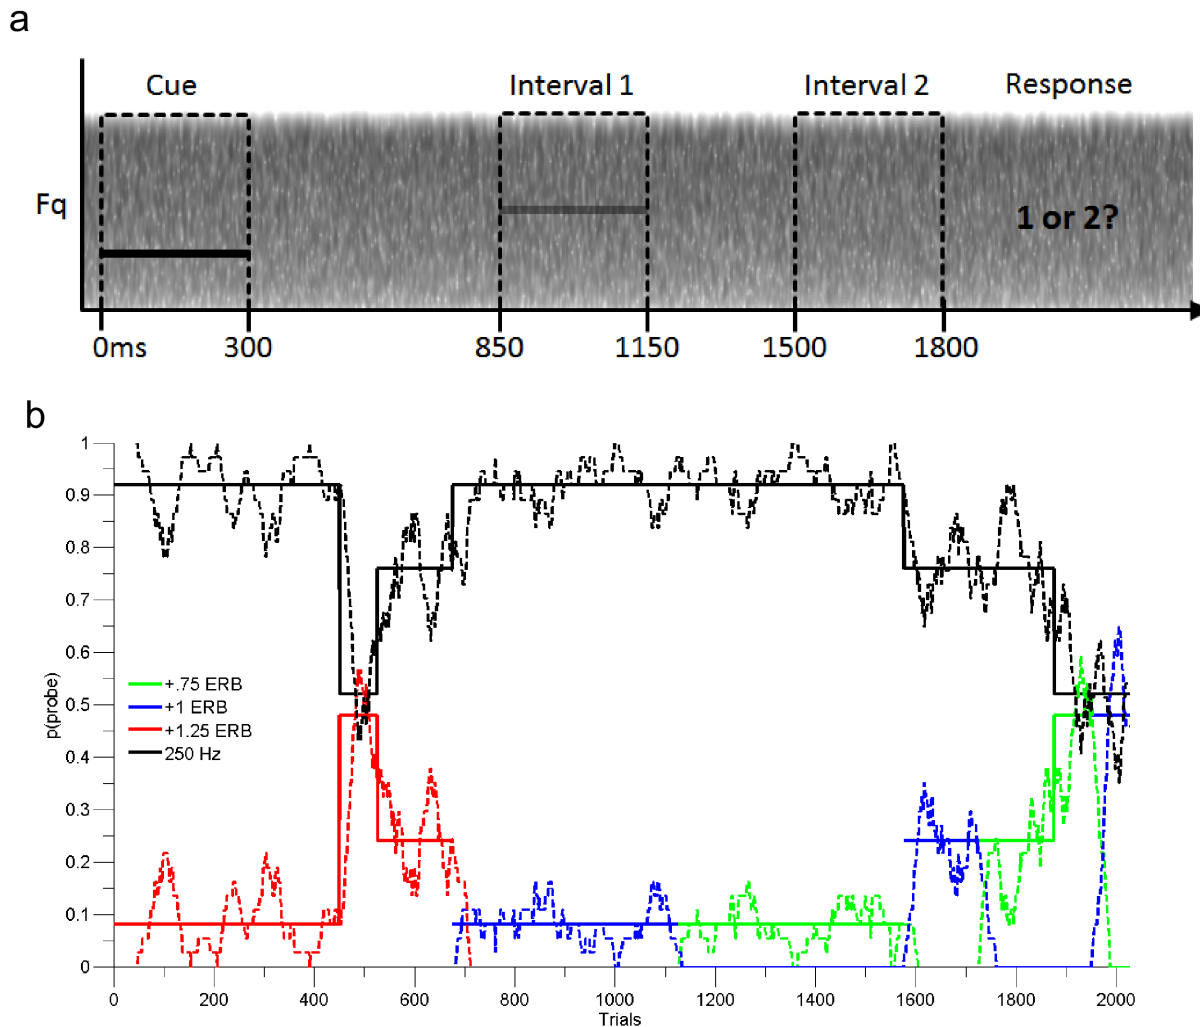 a
Cue Interval 1 Interval 2 Response
Fq
1 or 2?
0ms 300 850 1150 1500 1800
b
1
0.9
0.8
0.7
0.6
0.5
0.4
0.3
0.2
0.1
0
p(probe)
+.75 ERB
+1 ERB
+1.25 ERB
250 Hz
0 200 400 600 800 1000 1200 1400 1600 1800 2000
Trials